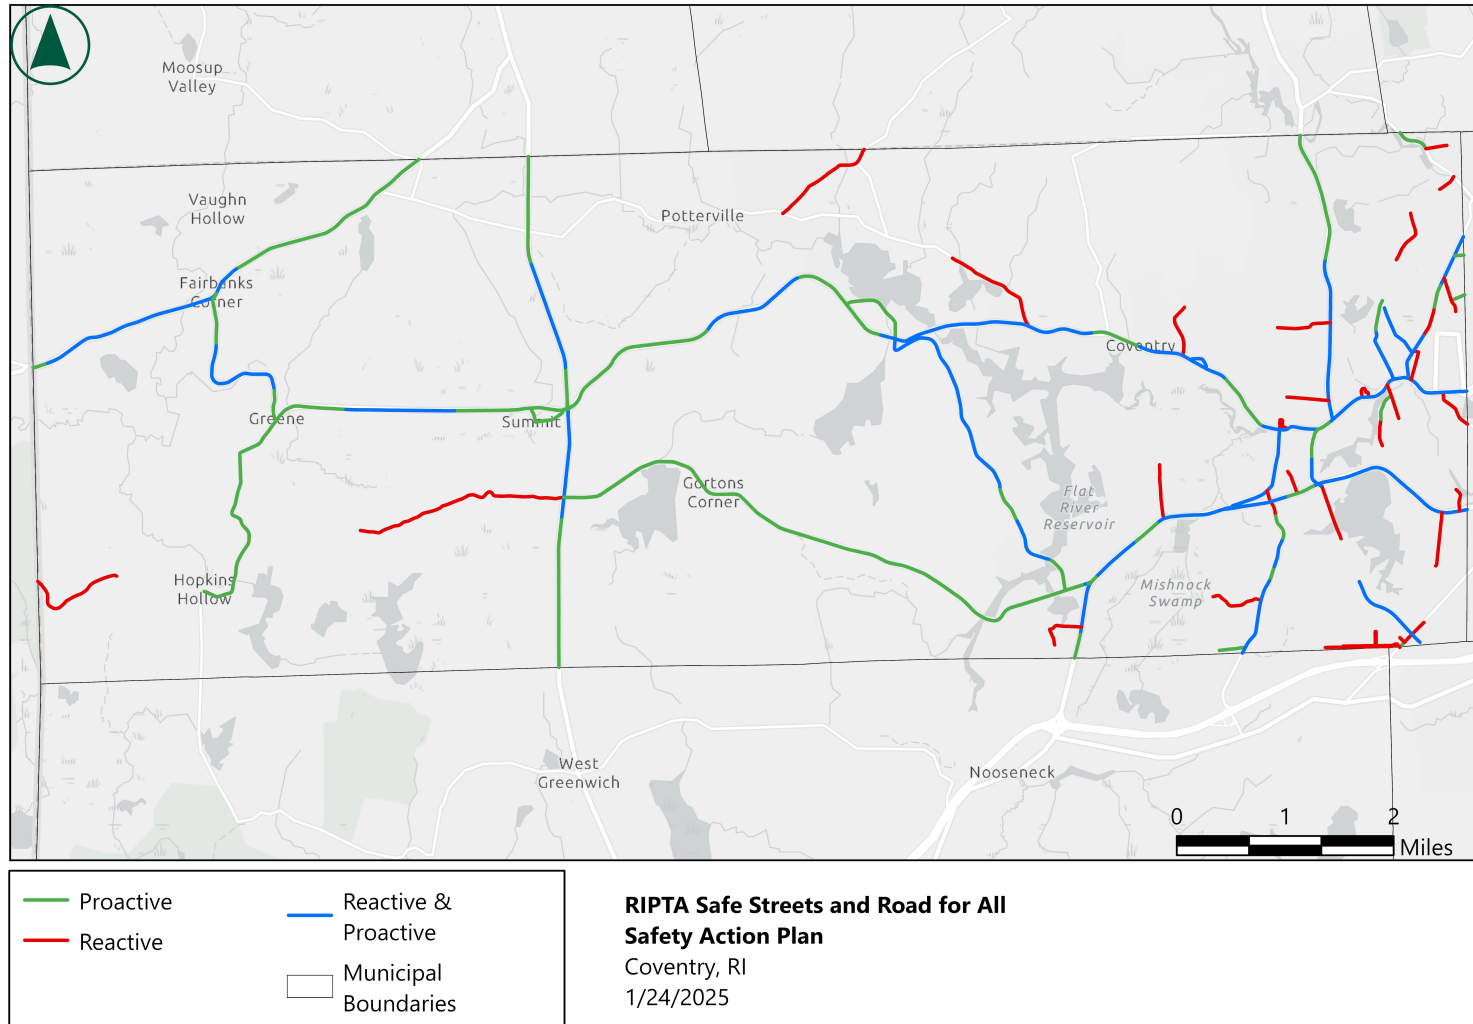 Moosup
Valley
Vaughn
Hollow
Potterville
Fairbanks
Corner
Coventry
Greene
Summit
Gortons
Corner
Flat
River
Reservoir
Hopkins
Hollow
Mishnock
Swamp
West
Greenwich
Nooseneck
0 1 2
Miles
Proactive
Reactive
Reactive &
Proactive
Municipal
Boundaries
RIPTA Safe Streets and Road for All
Safety Action Plan
Coventry, RI
1/24/2025